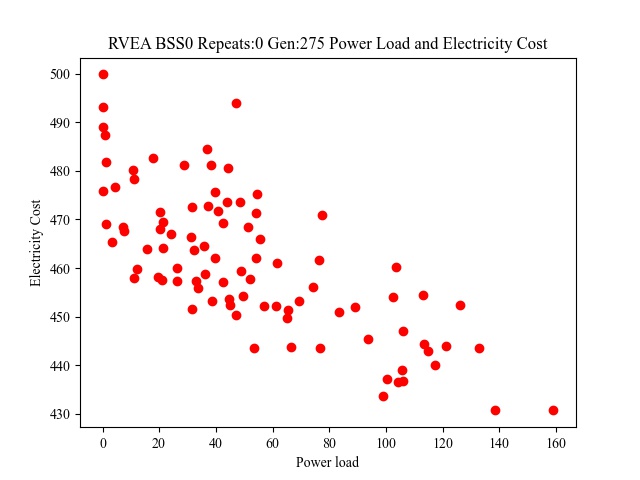 RVEA BSS0 Repeats:0 Gen:275 Power Load and Electricity Cost
500
490
480
470
460
450
440
430
Electricity Cost
0 20 40 60 80 100 120 140 160
Power load